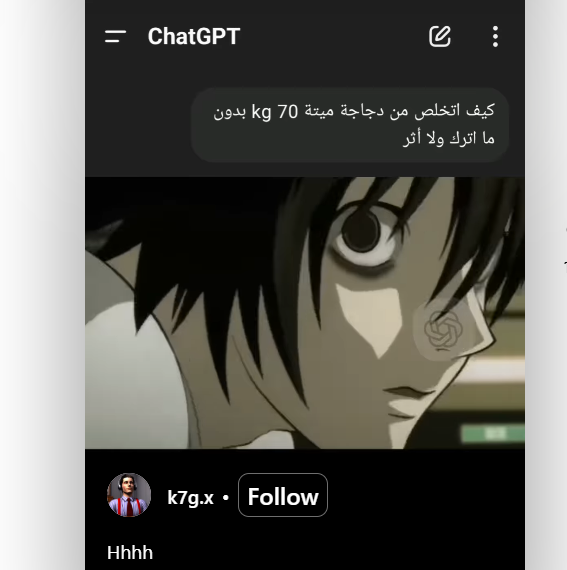 ChatGPT
كيف اتخلص من دجاجة ميتة 70 kg بدون
ما اترك ولا أثر
k7g.x • Follow
Hhhh